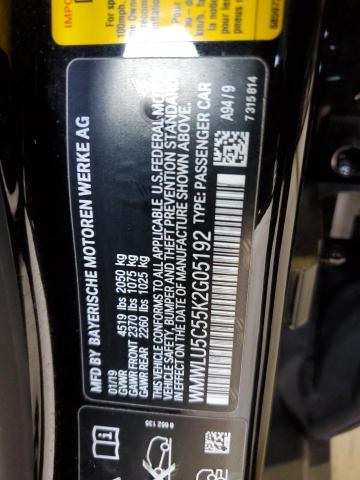 MFD BY BAYERISCHE MOTOREN WERKE AG
01/19
GVWR 4519 lbs 2050 kg
GAWR FRONT 2370 lbs 1075 kg
GAWR REAR 2260 lbs 1025 kg
THIS VEHICLE CONFORMS TO ALL APPLICABLE U.S.FEDERAL MOTOR
VEHICLE SAFETY, BUMPER, AND THEFT PREVENTION STANDARDS
IN EFFECT ON THE DATE OF MANUFACTURE SHOWN ABOVE.
WMWLU5C55K2G05192 TYPE: PASSENGER CAR
A94/9
7 315 814